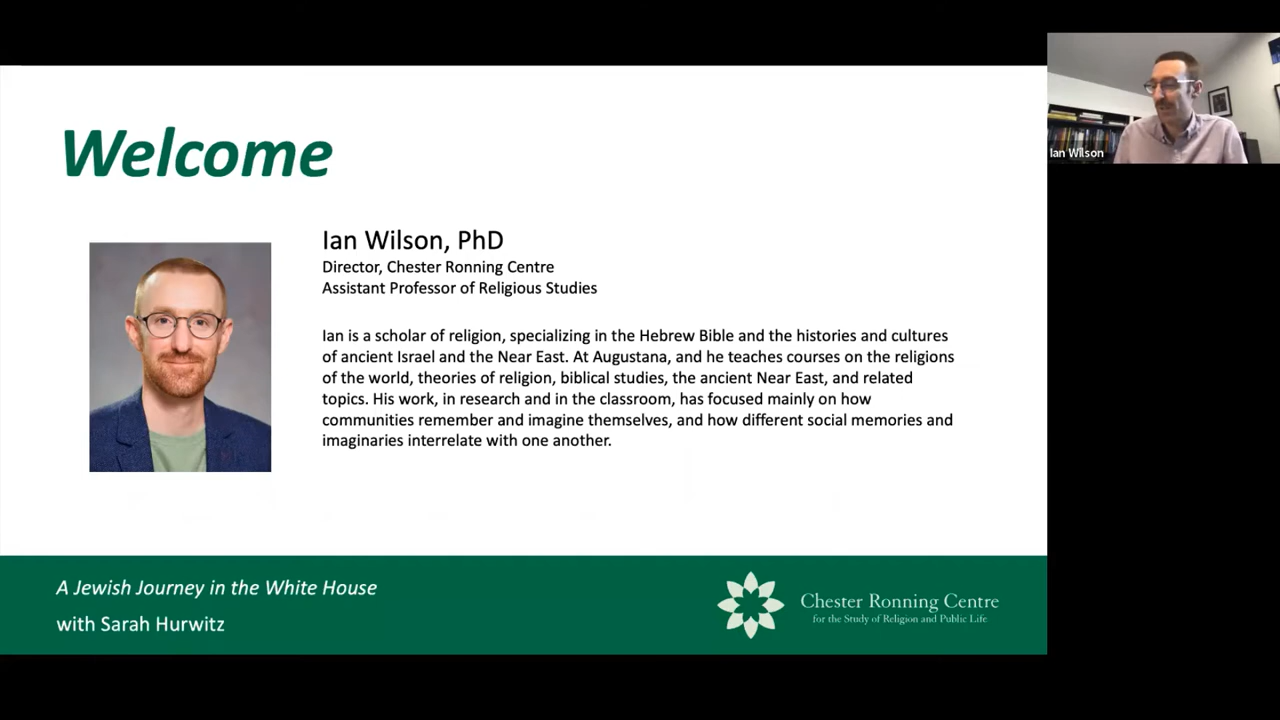 Welcome
Ian Wilson, PhD
Director, Chester Ronning Centre
Assistant Professor of Religious Studies
Ian is a scholar of religion, specializing in the Hebrew Bible and the histories and cultures
of ancient Israel and the Near East. At Augustana, and he teaches courses on the religions
of the world, theories of religion, biblical studies, the ancient Near East, and related
topics. His work, in research and in the classroom, has focused mainly on how
communities remember and imagine themselves, and how different social memories and
imaginaries interrelate with one another.
A Jewish Journey in the White House
with Sarah Hurwitz
Chester Ronning Centre
for the Study of Religion and Public Life
Ian Wilson